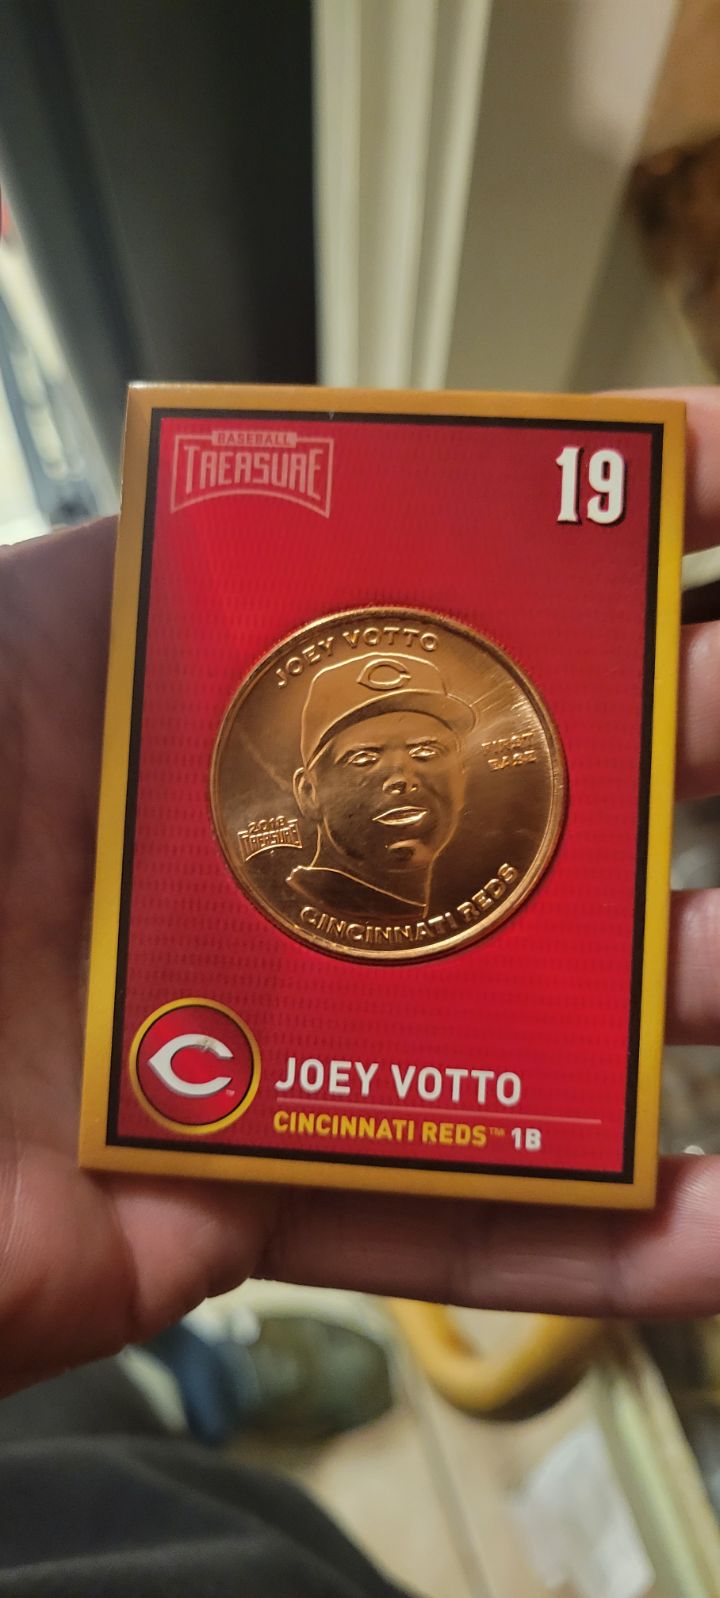 BASEBALL
TREASURE
19
JOEY VOTTO
FIRST
BASE
2018
TREASURE
CINCINNATI REDS
C
JOEY VOTTO
CINCINNATI REDS™ 1B